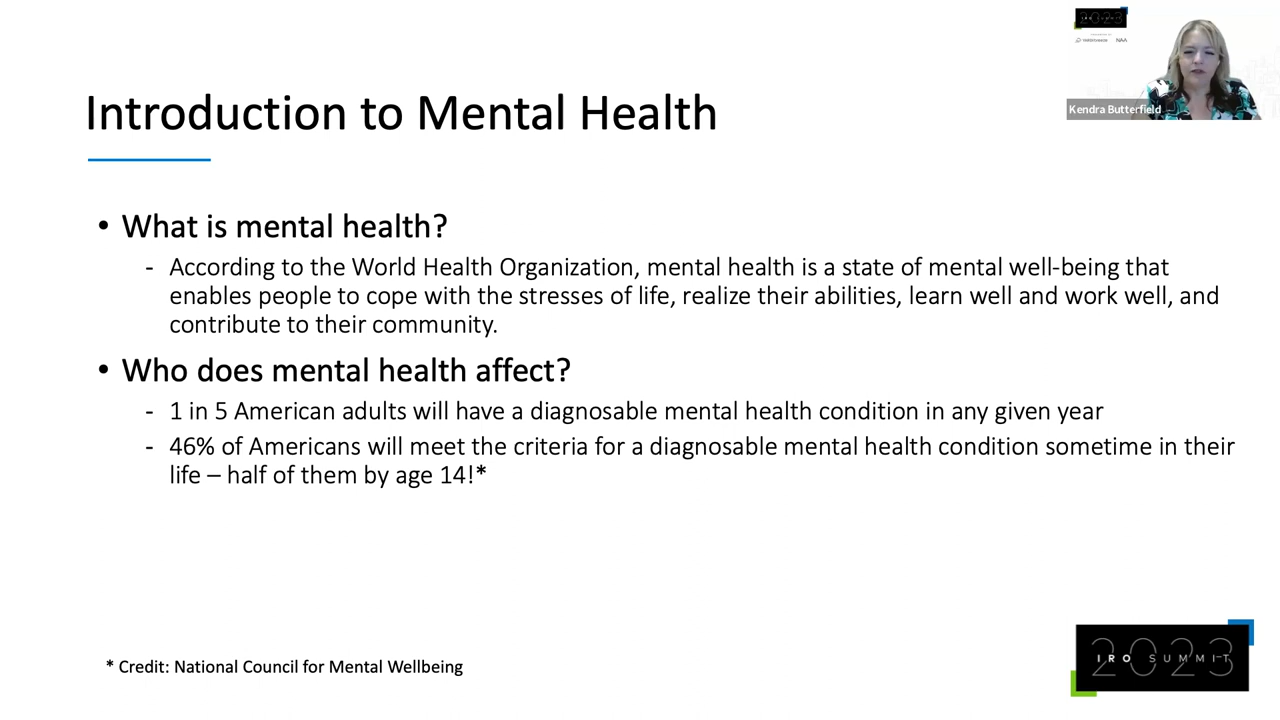 2023
IRO SUMMIT
NAA
Kendra Butterfield
Introduction to Mental Health
• What is mental health?
- According to the World Health Organization, mental health is a state of mental well-being that
enables people to cope with the stresses of life, realize their abilities, learn well and work well, and
contribute to their community.
• Who does mental health affect?
- 1 in 5 American adults will have a diagnosable mental health condition in any given year
- 46% of Americans will meet the criteria for a diagnosable mental health condition sometime in their
life – half of them by age 14!*
* Credit: National Council for Mental Wellbeing
2023
IRO SUMMIT